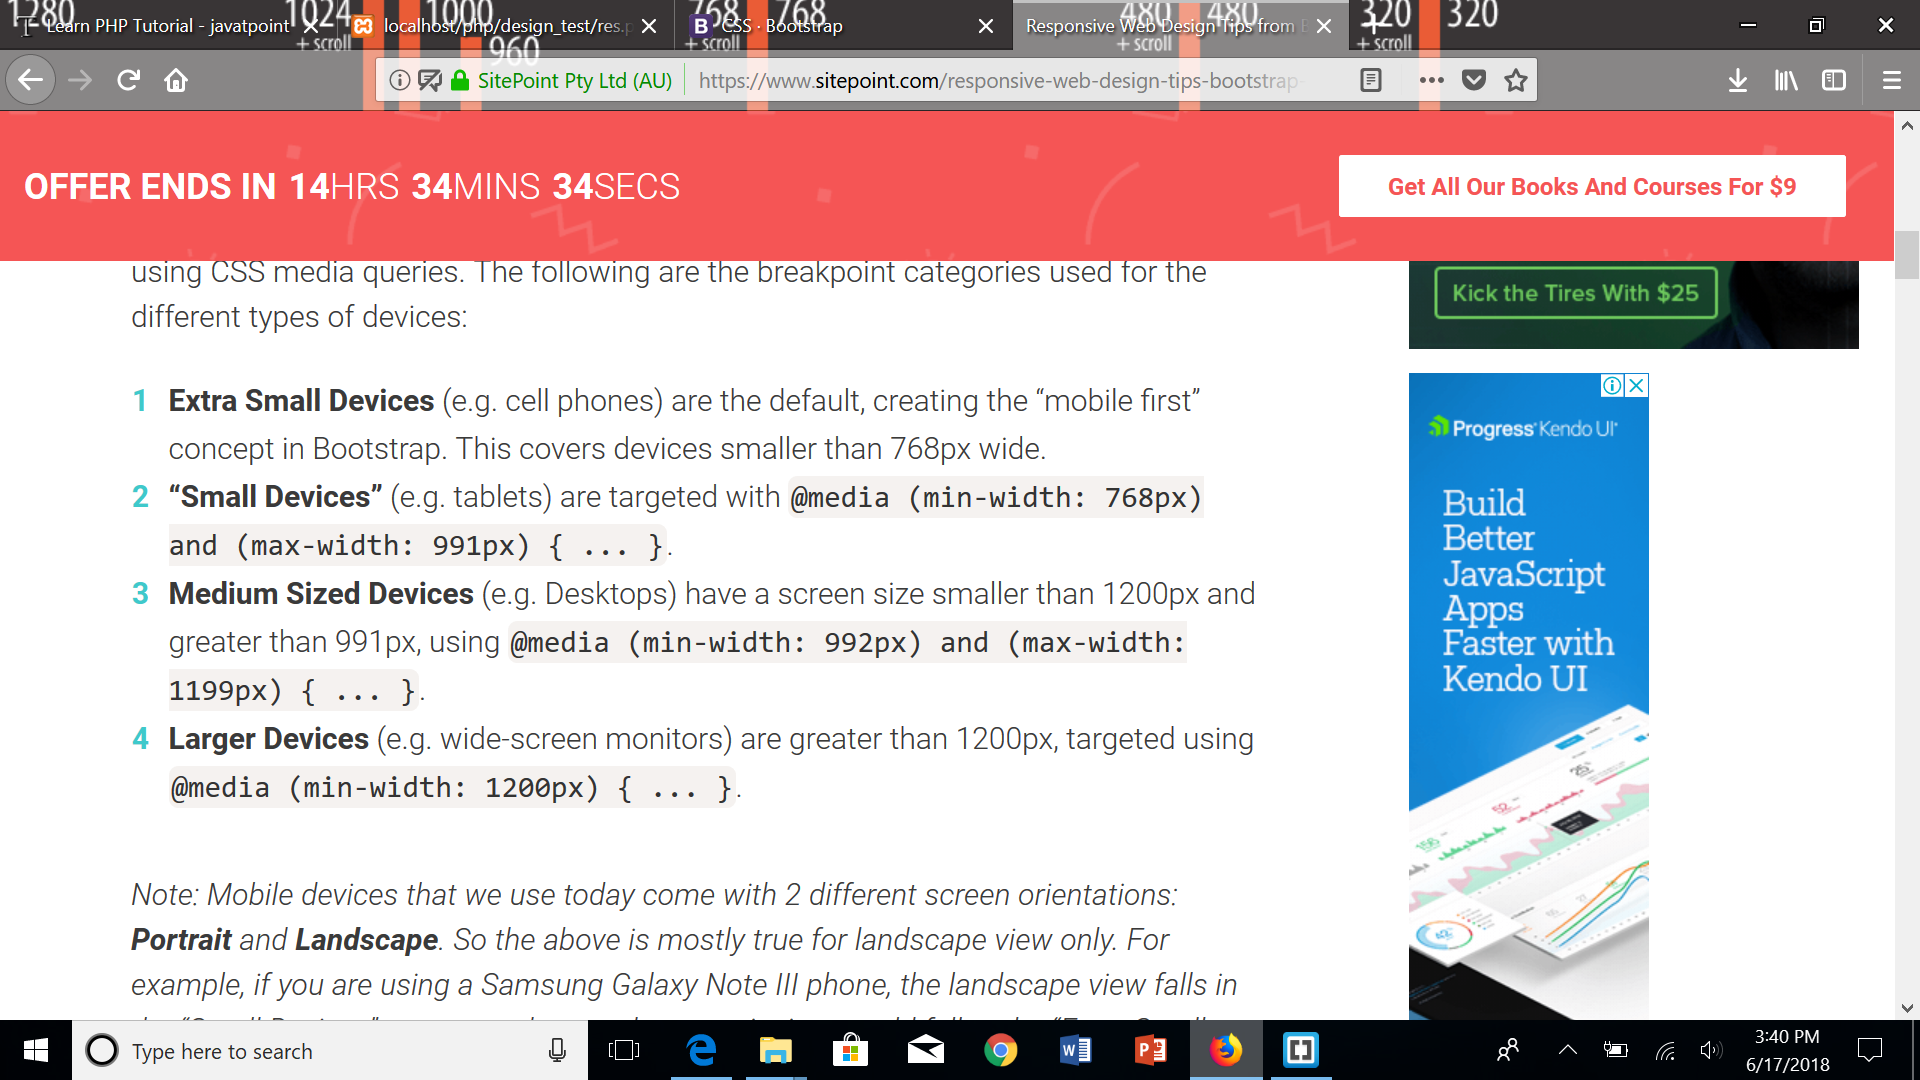 1280
1024
+ scroll
1000
960
768
+ scroll
768
480
+ scroll
480
320
+ scroll
320
Learn PHP Tutorial - javatpoint
localhost/php/design_test/res.p
B CSS · Bootstrap
Responsive Web Design Tips from B
SitePoint Pty Ltd (AU)
https://www.sitepoint.com/responsive-web-design-tips-bootstrap-
OFFER ENDS IN 14HRS 34MINS 34SECS
Get All Our Books And Courses For $9
using CSS media queries. The following are the breakpoint categories used for the
different types of devices:
1 Extra Small Devices (e.g. cell phones) are the default, creating the “mobile first”
concept in Bootstrap. This covers devices smaller than 768px wide.
2 “Small Devices” (e.g. tablets) are targeted with @media (min-width: 768px)
and (max-width: 991px) { ... }.
3 Medium Sized Devices (e.g. Desktops) have a screen size smaller than 1200px and
greater than 991px, using @media (min-width: 992px) and (max-width:
1199px) { ... }.
4 Larger Devices (e.g. wide-screen monitors) are greater than 1200px, targeted using
@media (min-width: 1200px) { ... }.
Note: Mobile devices that we use today come with 2 different screen orientations:
Portrait and Landscape. So the above is mostly true for landscape view only. For
example, if you are using a Samsung Galaxy Note III phone, the landscape view falls in
Kick the Tires With $25
Progress Kendo UI
Build
Better
JavaScript
Apps
Faster with
Kendo UI
Type here to search
3:40 PM
6/17/2018